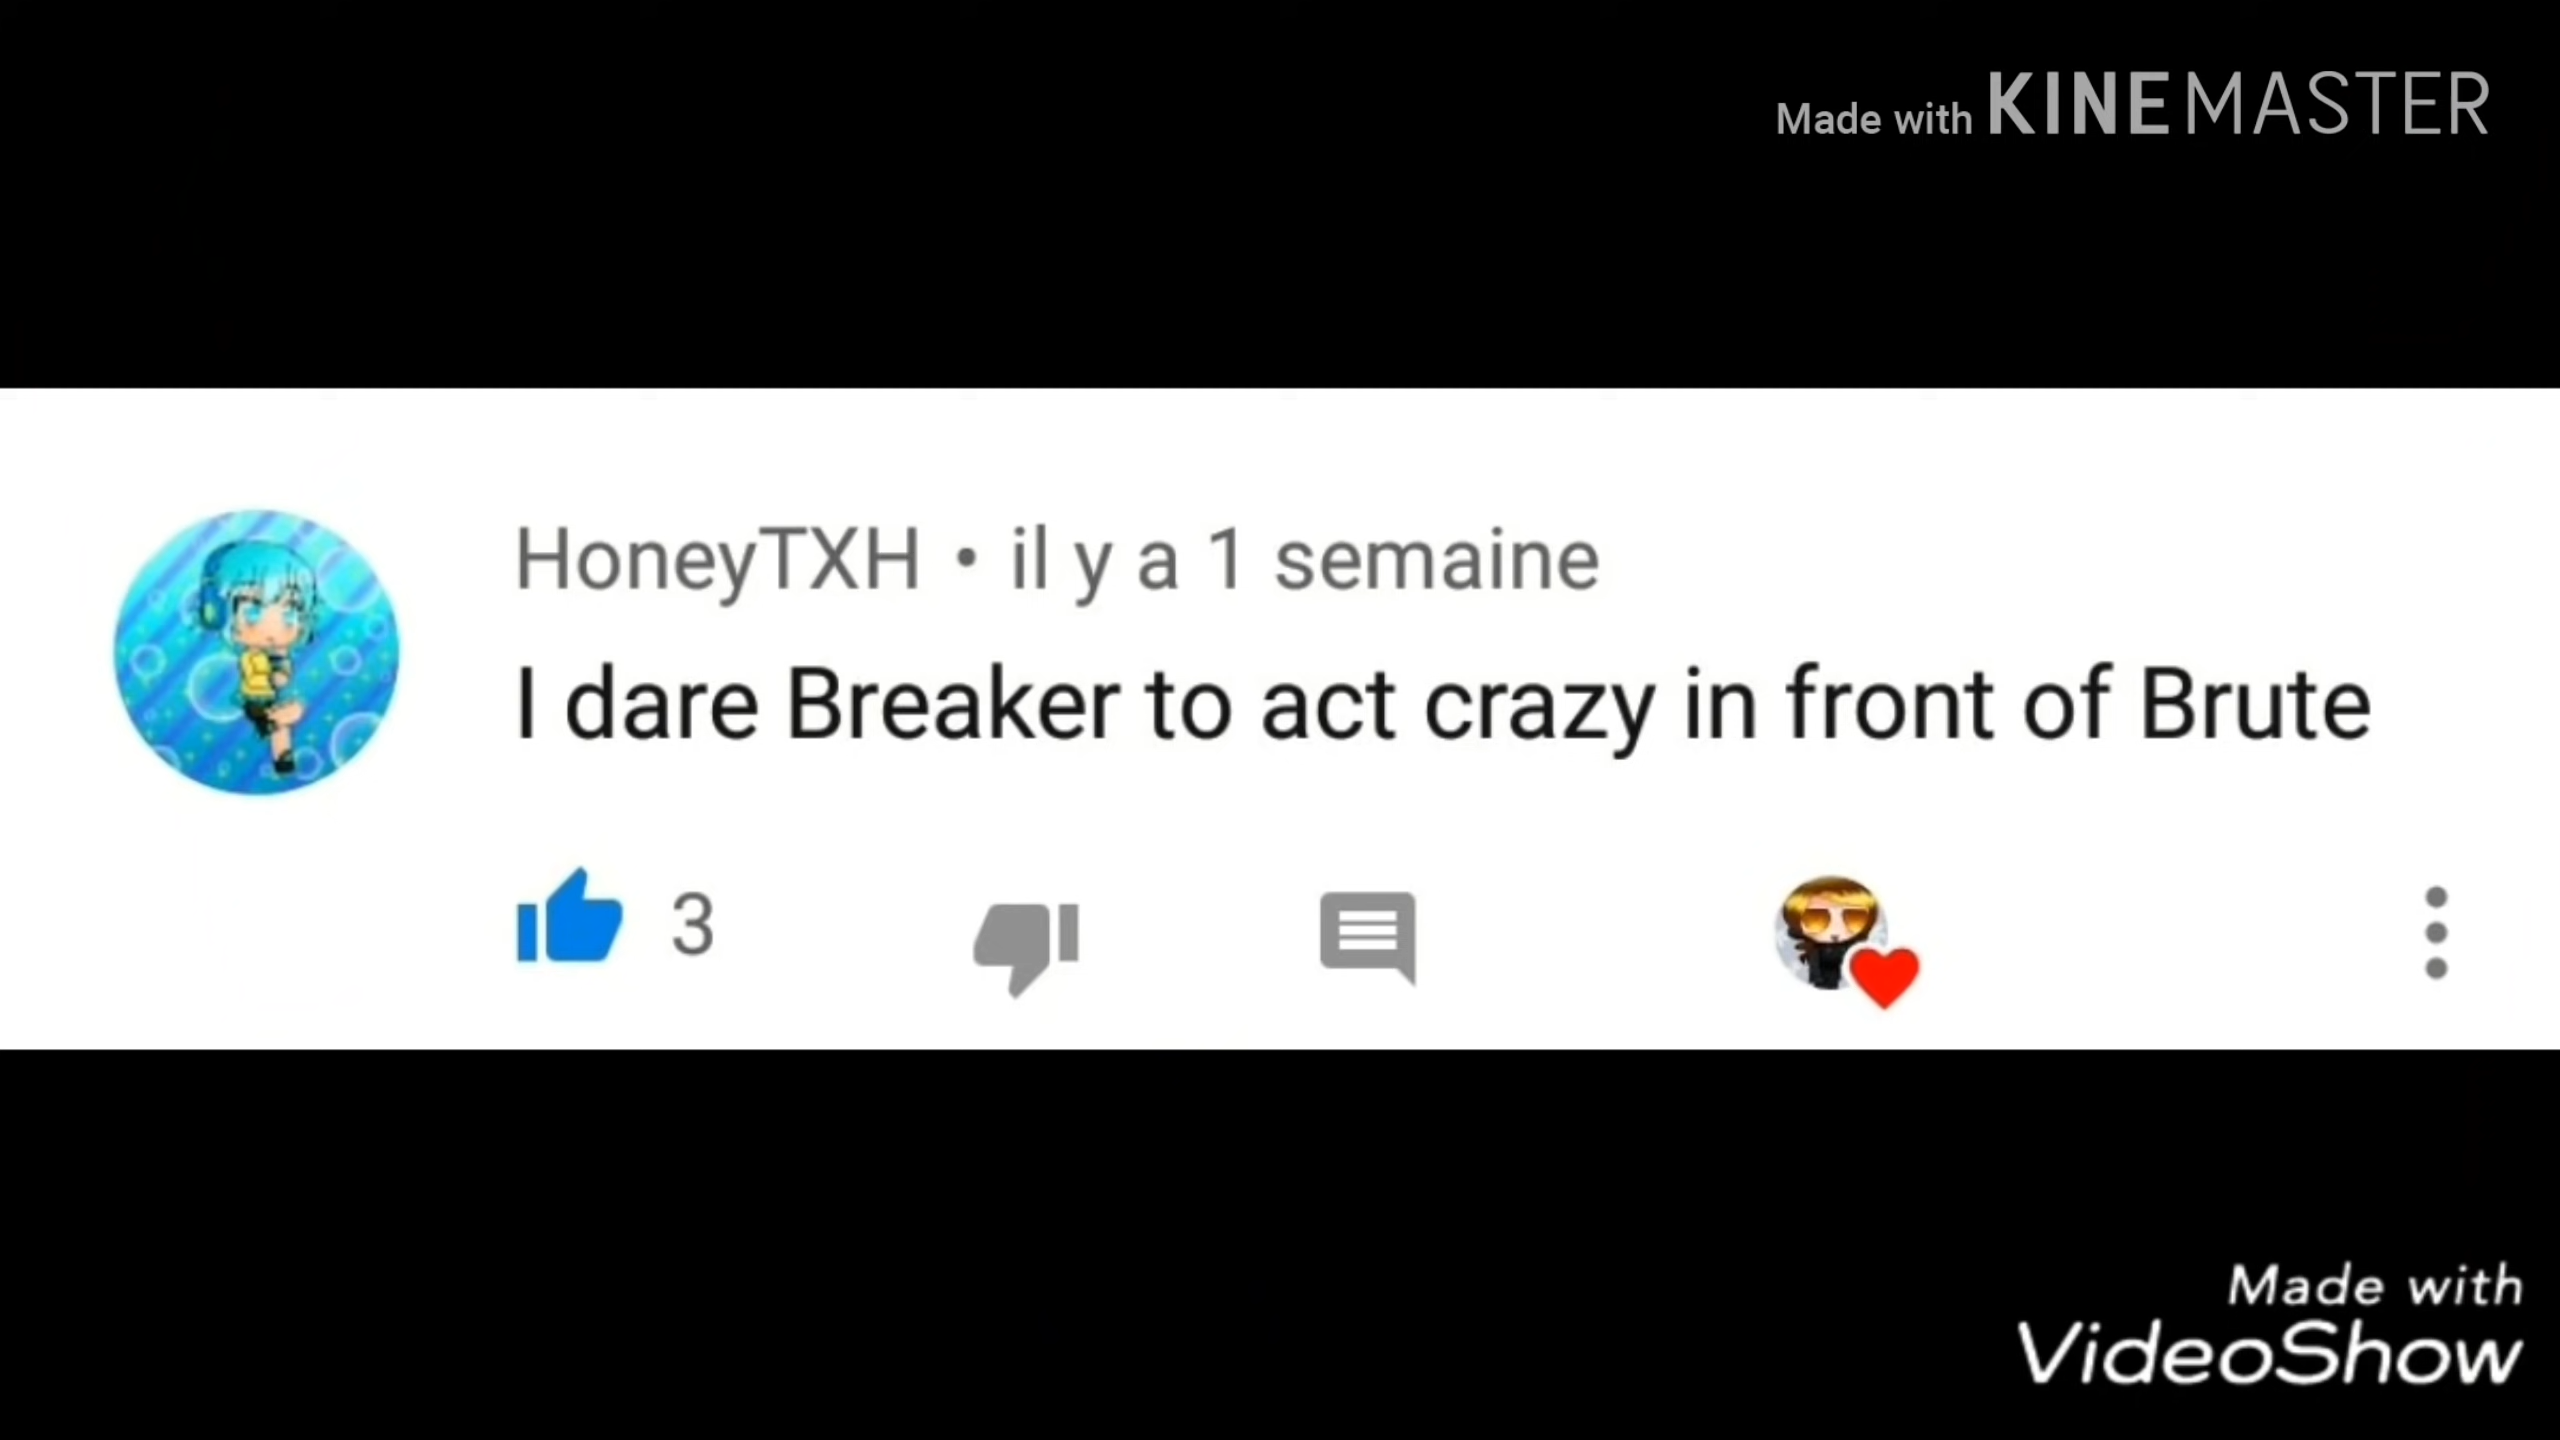 Made with KINEMASTER
HoneyTXH • il y a 1 semaine
I dare Breaker to act crazy in front of Brute
3
Made with
VideoShow